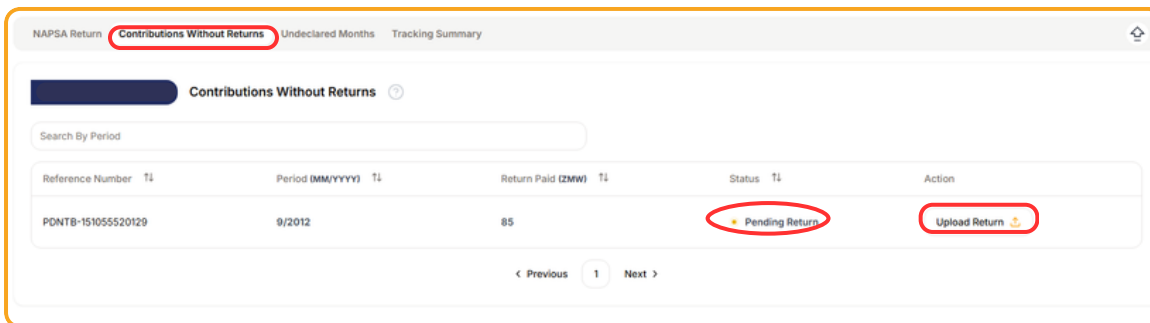 NAPSA Return Contributions Without Returns Undeclared Months Tracking Summary
Contributions Without Returns ?
Search By Period
Reference Number Period (MM/YYYY) Return Paid (ZMW) Status Action
PDNTB-151055520129 9/2012 85 Pending Return Upload Return
< Previous 1 Next >